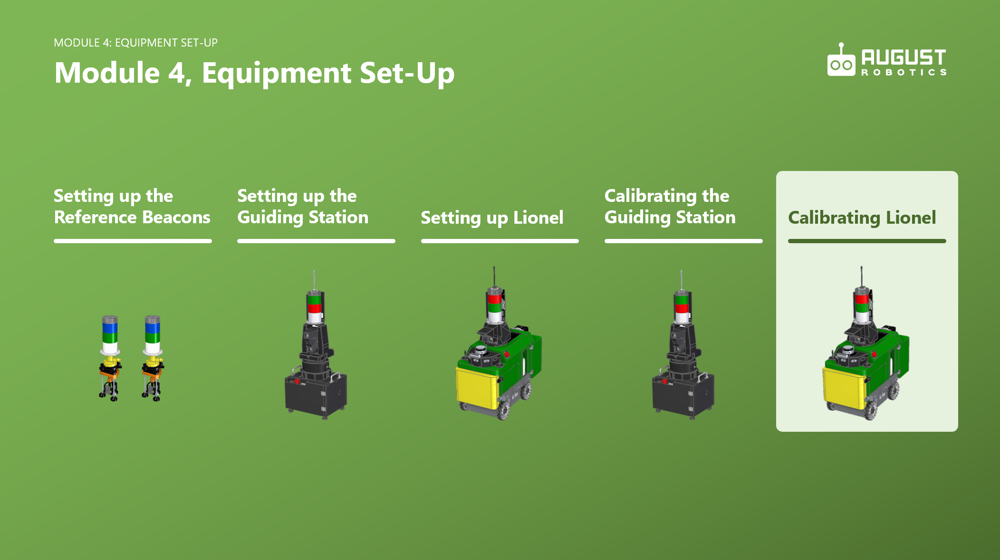 MODULE 4: EQUIPMENT SET-UP
Module 4, Equipment Set-Up
AUGUST
ROBOTICS
Setting up the
Reference Beacons
Setting up the
Guiding Station
Setting up Lionel
Calibrating the
Guiding Station
Calibrating Lionel